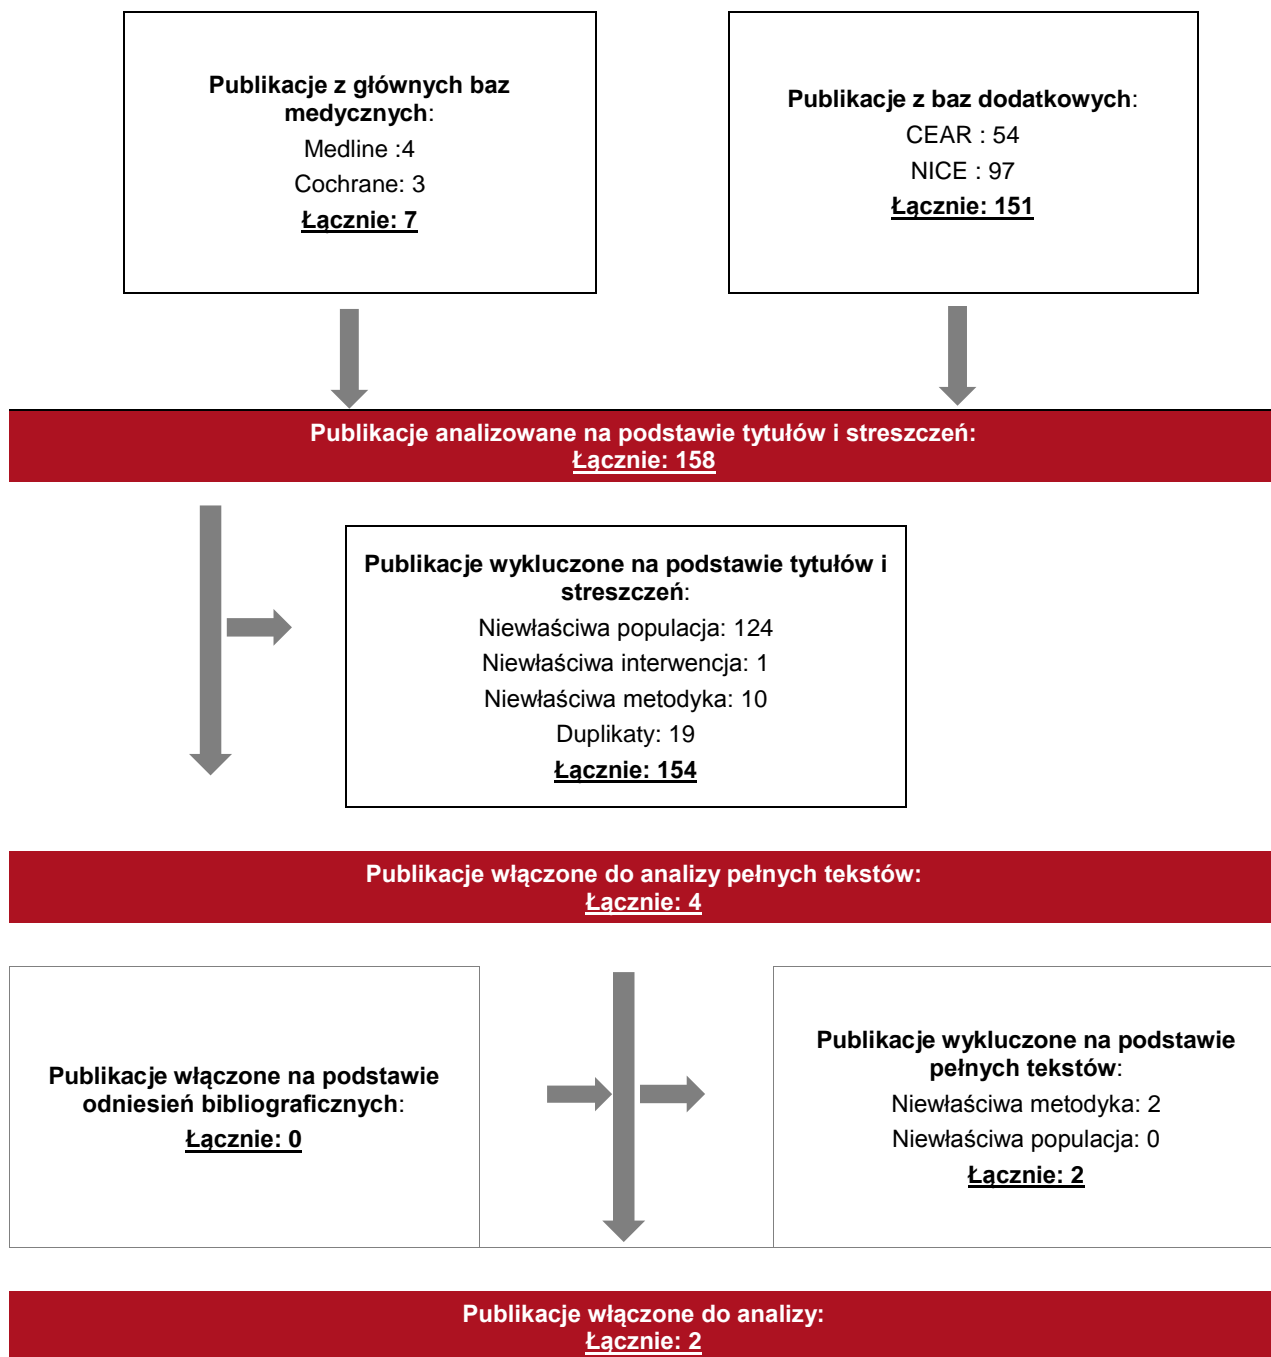 Publikacje z głównych baz
medycznych:
Medline :4
Cochrane: 3
Łącznie: 7
Publikacje z baz dodatkowych:
CEAR : 54
NICE : 97
Łącznie: 151
Publikacje analizowane na podstawie tytułów i streszczeń:
Łącznie: 158
Publikacje wykluczone na podstawie tytułów i
streszczeń:
Niewłaściwa populacja: 124
Niewłaściwa interwencja: 1
Niewłaściwa metodyka: 10
Duplikaty: 19
Łącznie: 154
Publikacje włączone do analizy pełnych tekstów:
Łącznie: 4
Publikacje włączone na podstawie
odniesień bibliograficznych:
Łącznie: 0
Publikacje wykluczone na podstawie
pełnych tekstów:
Niewłaściwa metodyka: 2
Niewłaściwa populacja: 0
Łącznie: 2
Publikacje włączone do analizy:
Łącznie: 2